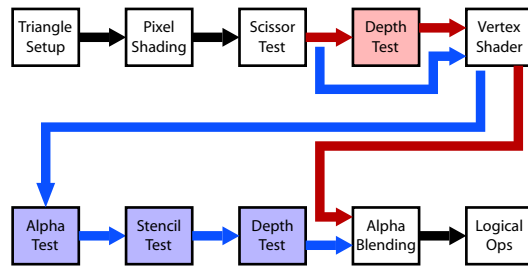 Triangle
Setup
Pixel
Shading
Scissor
Test
Depth
Test
Vertex
Shader
Alpha
Test
Stencil
Test
Depth
Test
Alpha
Blending
Logical
Ops